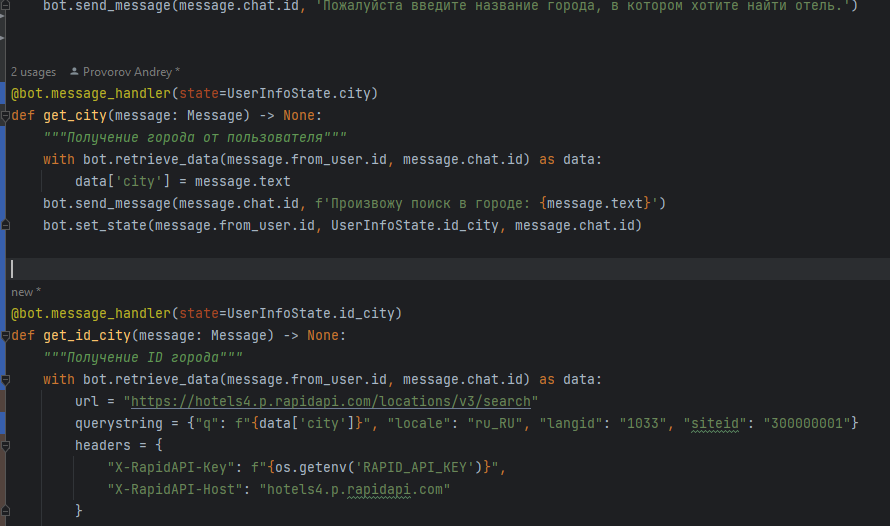 bot.send_message(message.chat.id, 'Пожалуйста введите название города, в котором хотите найти отель.')
2 usages Provorov Andrey *
@bot.message_handler(state=UserInfoState.city)
def get_city(message: Message) -> None:
"""Получение города от пользователя"""
with bot.retrieve_data(message.from_user.id, message.chat.id) as data:
data['city'] = message.text
bot.send_message(message.chat.id, f'Произвожу поиск в городе: {message.text}')
bot.set_state(message.from_user.id, UserInfoState.id_city, message.chat.id)
new *
@bot.message_handler(state=UserInfoState.id_city)
def get_id_city(message: Message) -> None:
"""Получение ID города"""
with bot.retrieve_data(message.from_user.id, message.chat.id) as data:
url = "https://hotels4.p.rapidapi.com/locations/v3/search"
querystring = {"q": f"{data['city']}", "locale": "ru_RU", "langid": "1033", "siteid": "300000001"}
headers = {
"X-RapidAPI-Key": f"{os.getenv('RAPID_API_KEY')}",
"X-RapidAPI-Host": "hotels4.p.rapidapi.com"
}